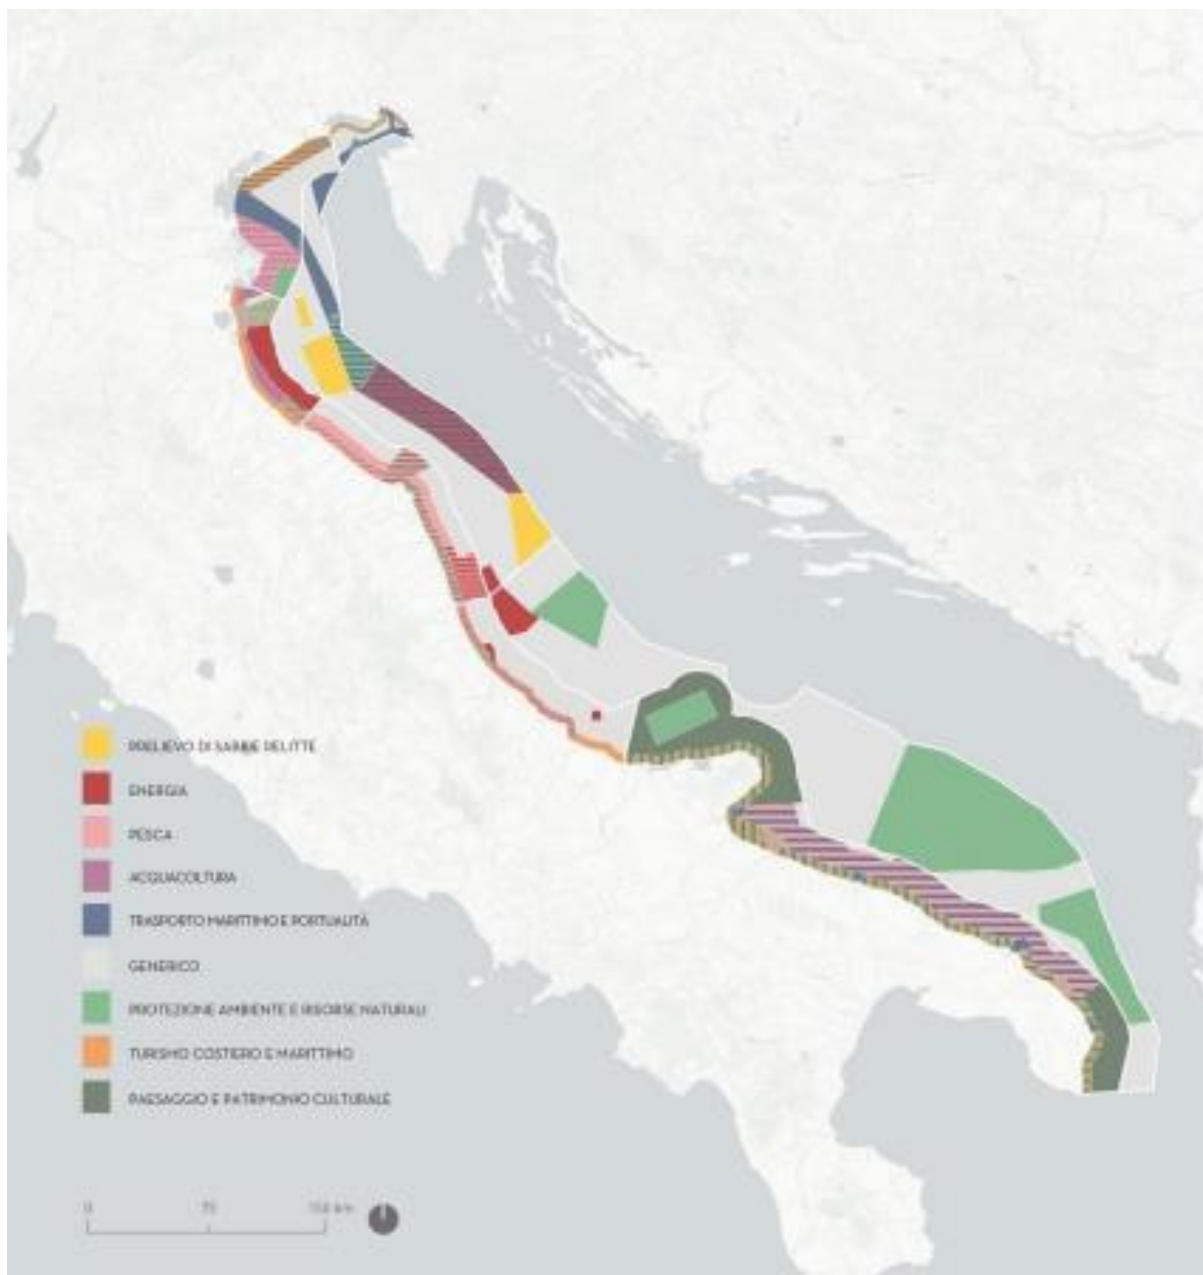 PRELIEVO DI SABBIE RELITTE
ENERGIA
PESCA
ACQUACOLTURA
TRASPORTO MARITTIMO E PORTUALITÀ
GENERICO
PROTEZIONE AMBIENTE E RISORSE NATURALI
TURISMO COSTIERO E MARITTIMO
PAESAGGIO E PATRIMONIO CULTURALE
0 75 150 km